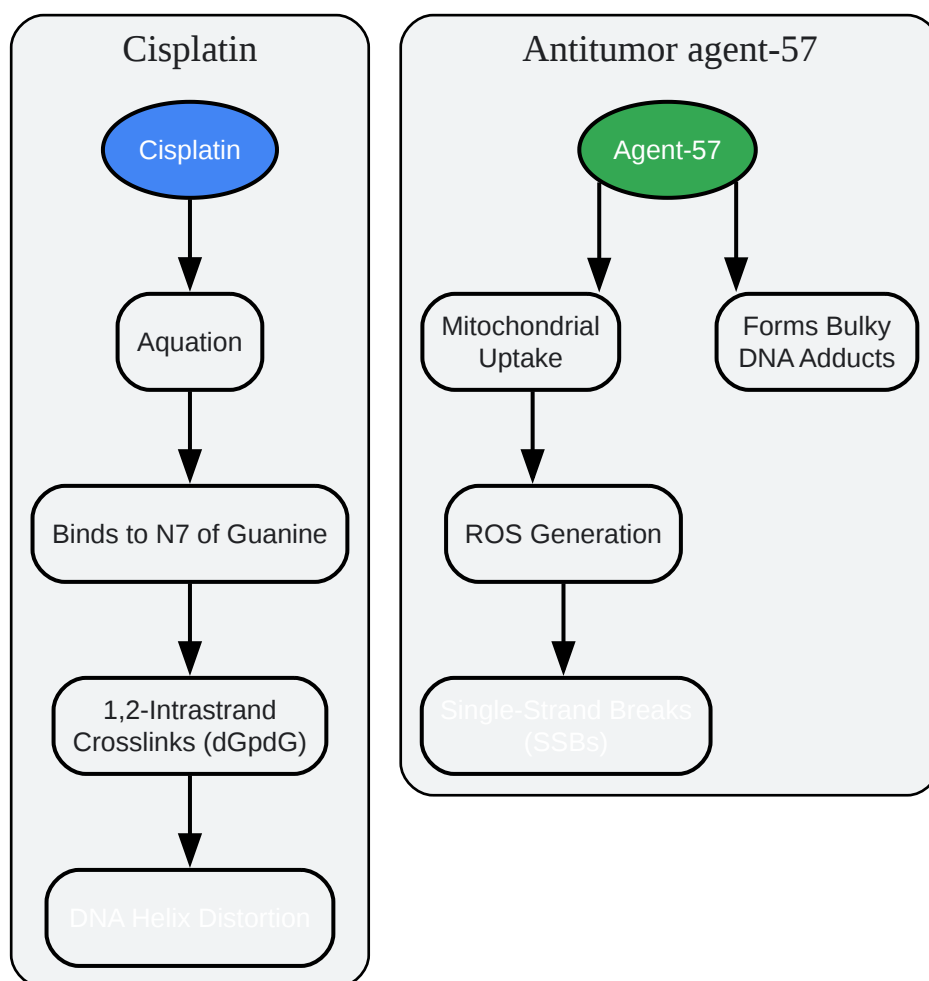 Cisplatin
Cisplatin
Aquation
Binds to N7 of Guanine
1,2-Intrastrand
Crosslinks (dGpdG)
DNA Helix Distortion
Antitumor agent-57
Agent-57
Mitochondrial
Uptake
Forms Bulky
DNA Adducts
ROS Generation
Single-Strand Breaks
(SSBs)